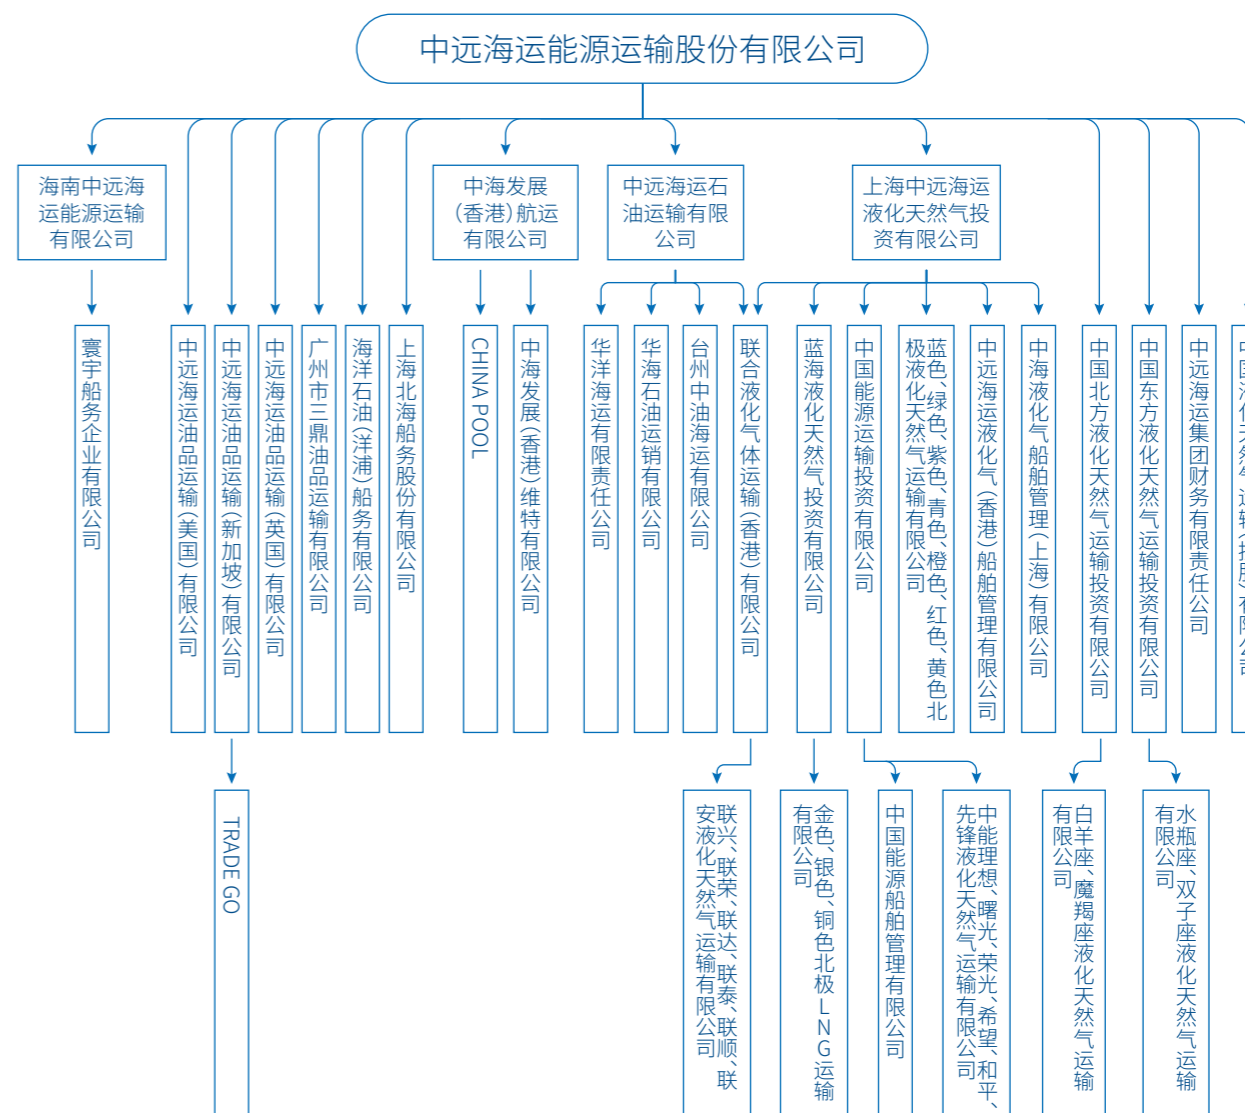 中远海运能源运输股份有限公司
海南中远海
运能源运输
有限公司
中海发展
（香港）航运
有限公司
中远海运石
油运输有限
公司
上海中远海运
液化天然气投
资有限公司
寰宇船务企业有限公司
中远海运油品运输（美国）有限公司
中远海运油品运输（新加坡）有限公司
中远海运油品运输（英国）有限公司
广州市三鼎油品运输有限公司
海洋石油（洋浦）船务有限公司
上海北海船务股份有限公司
CHINA POOL
中海发展（香港）维特有限公司
华洋海运有限责任公司
华海石油运销有限公司
台州中油海运有限公司
联合液化气体运输（香港）有限公司
蓝海液化天然气投资有限公司
中国能源运输投资有限公司
蓝色、绿色、紫色、青色、橙色、红色、黄色北
极液化天然气运输有限公司
中远海运液化气（香港）船舶管理有限公司
中海液化气船舶管理（上海）有限公司
中国北方液化天然气运输投资有限公司
中国东方液化天然气运输投资有限公司
中远海运集团财务有限责任公司
中国液化天然气运输（控股）有限公司
TRADE GO
联兴、联荣、联达、联泰、联顺、联
安液化天然气运输有限公司
金色、银色、铜色北极LNG运输
有限公司
中国能源船舶管理有限公司
中能理想、曙光、荣光、希望、和平、
先锋液化天然气运输有限公司
白羊座、魔羯座液化天然气运输
有限公司
水瓶座、双子座液化天然气运输
有限公司